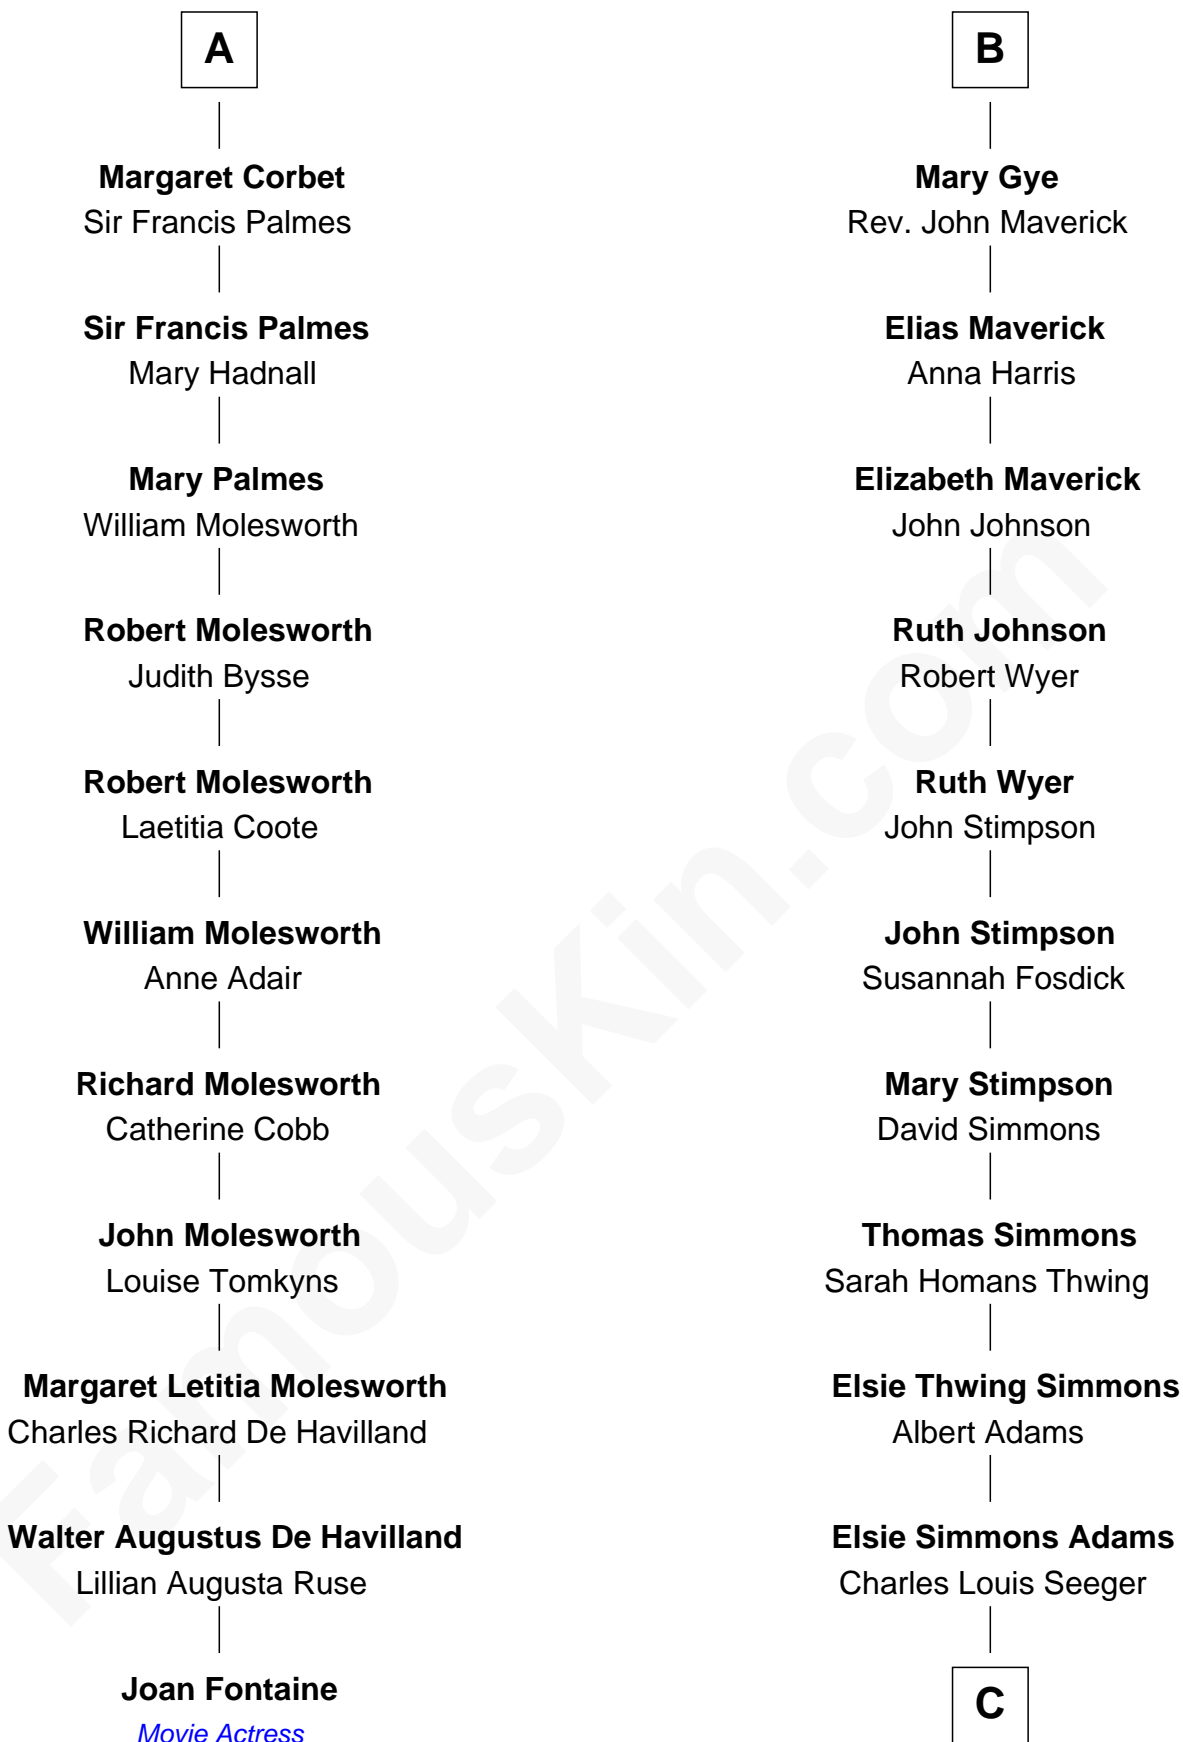 A
Margaret Corbet
Sir Francis Palmes
Sir Francis Palmes
Mary Hadnall
Mary Palmes
William Molesworth
Robert Molesworth
Judith Bysse
Robert Molesworth
Laetitia Coote
William Molesworth
Anne Adair
Richard Molesworth
Catherine Cobb
John Molesworth
Louise Tomkyns
Margaret Letitia Molesworth
Charles Richard De Havilland
Walter Augustus De Havilland
Lillian Augusta Ruse
Joan Fontaine
Movie Actress
B
Mary Gye
Rev. John Maverick
Elias Maverick
Anna Harris
Elizabeth Maverick
John Johnson
Ruth Johnson
Robert Wyer
Ruth Wyer
John Stimpson
John Stimpson
Susannah Fosdick
Mary Stimpson
David Simmons
Thomas Simmons
Sarah Homans Thwing
Elsie Thwing Simmons
Albert Adams
Elsie Simmons Adams
Charles Louis Seeger
C
FamousKin.com